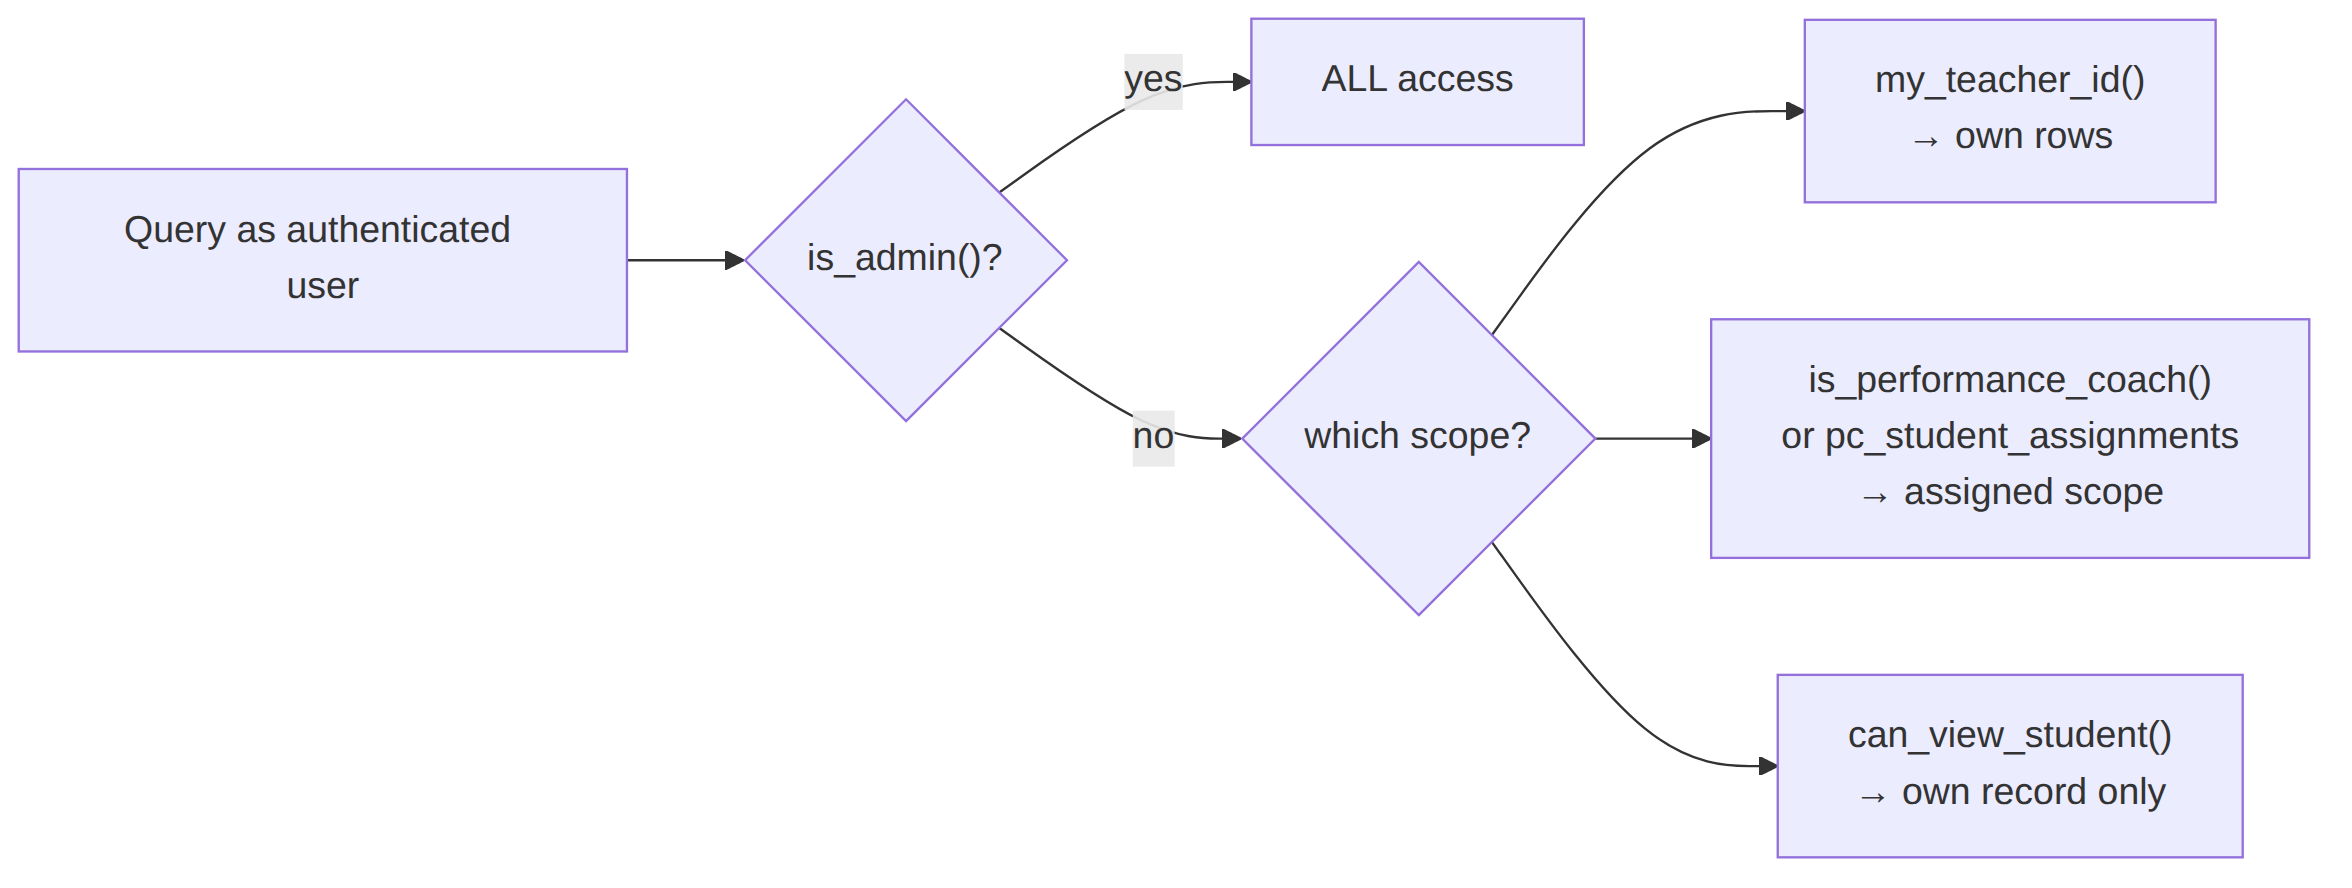 Query as authenticated
user
is_admin()?
yes
no
ALL access
which scope?
my_teacher_id()
→ own rows
is_performance_coach()
or pc_student_assignments
→ assigned scope
can_view_student()
→ own record only